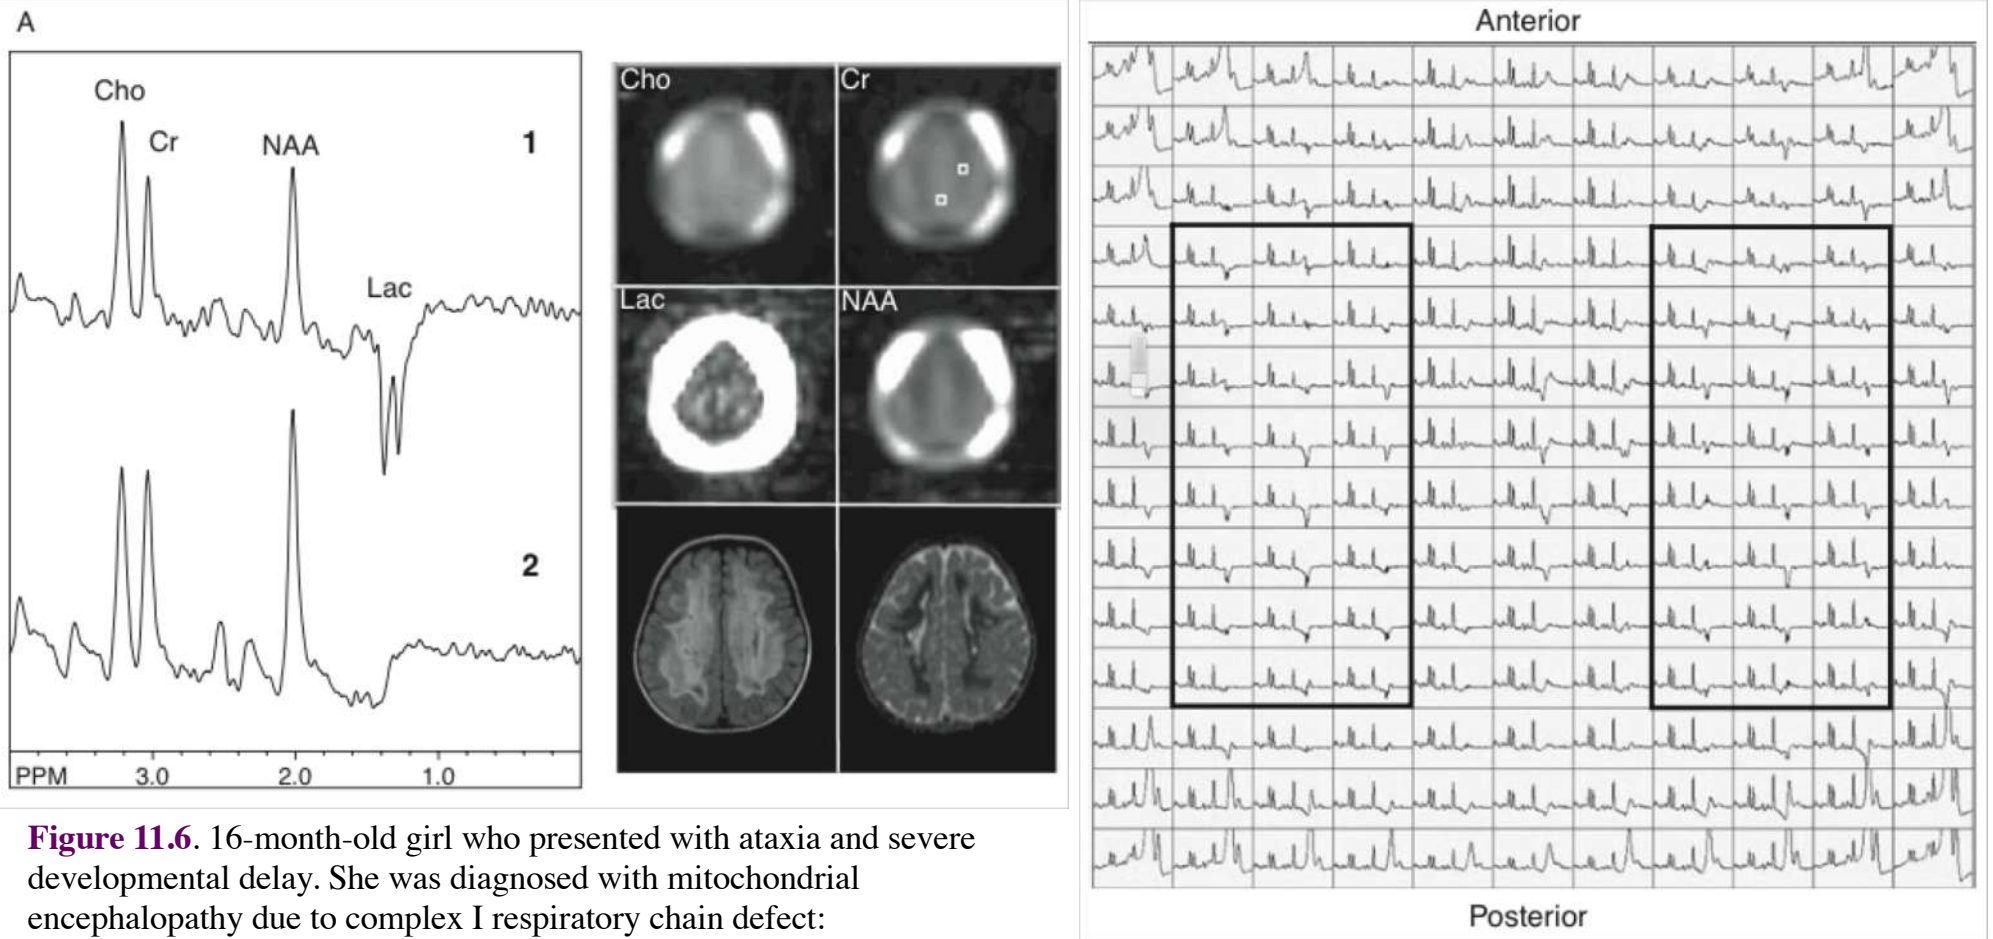 A
Cho
Cr
NAA
1
Lac
2
PPM
3.0
2.0
1.0
Cho
Cr
Lac
NAA
Anterior
Posterior
Figure 11.6. 16-month-old girl who presented with ataxia and severe
developmental delay. She was diagnosed with mitochondrial
encephalopathy due to complex I respiratory chain defect: